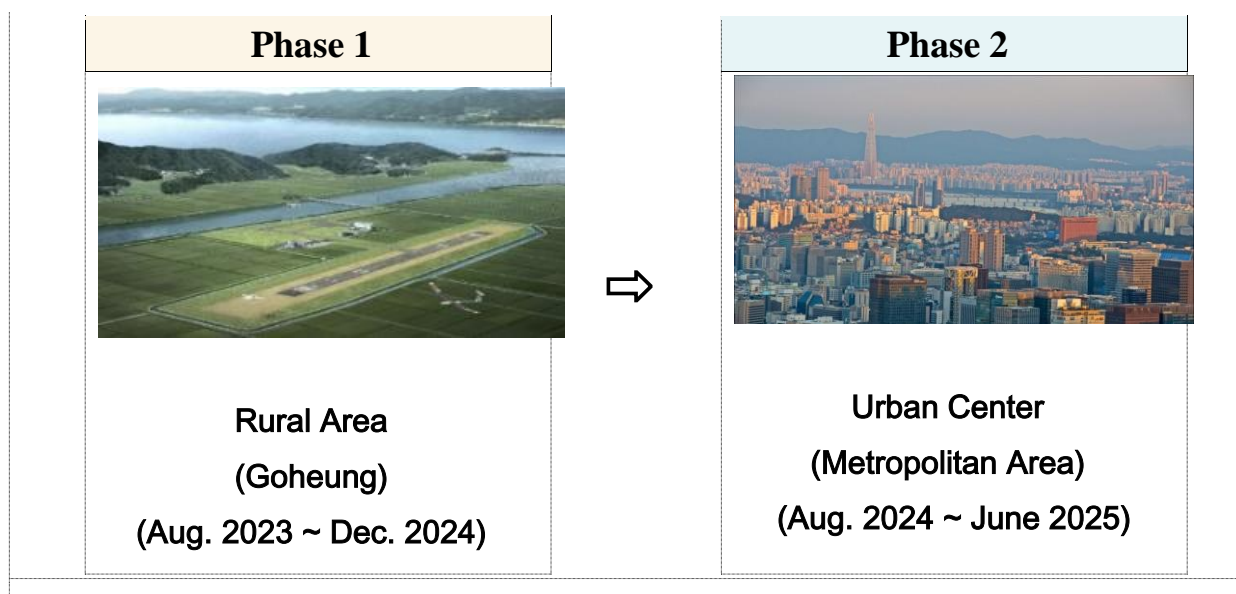 Phase 1
Rural Area
(Goheung)
(Aug. 2023 ~ Dec. 2024)
Phase 2
Urban Center
(Metropolitan Area)
(Aug. 2024 ~ June 2025)